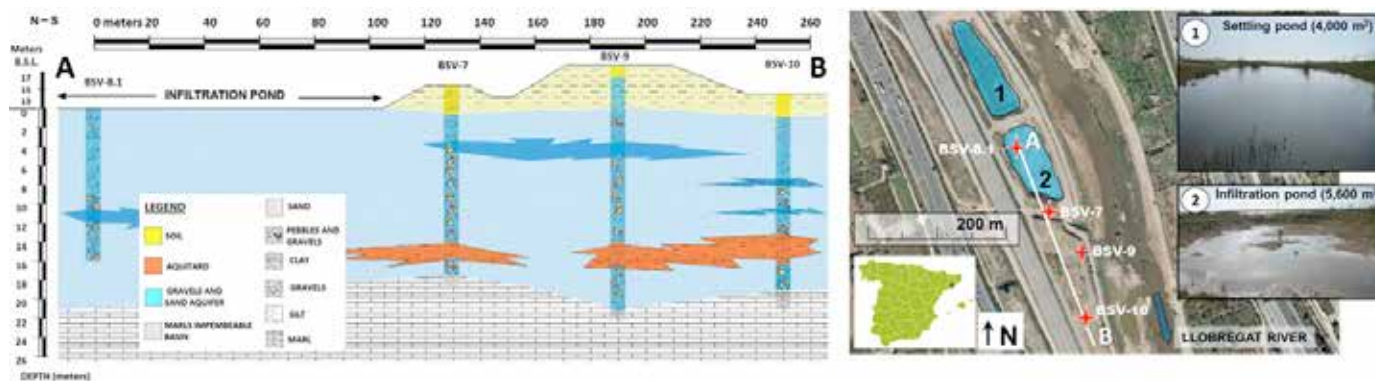 N-S
0 meters 20 40 60 80 100 120 140 160 180 200 220 240 260
Meters
B.S.L.
A
B
BSV-8.1
INFILTRATION POND
BSV-7
BSV-9
BSV-10
0
2
4
6
8
10
12
14
16
18
20
22
24
26
DEPTH (meters)
LEGEND
SOIL
AQUITARD
GRAVELS AND
SAND AQUIFER
MARLS IMPERMEABLE
BASIN
SAND
PEBBLES AND
GRAVELS
CLAY
GRAVELS
SILT
MARL
1
2
A
BSV-8.1
BSV-7
BSV-9
BSV-10
B
200 m
N
LLOBREGAT RIVER
1
Settling pond (4,000 m²)
2
Infiltration pond (5,600 m